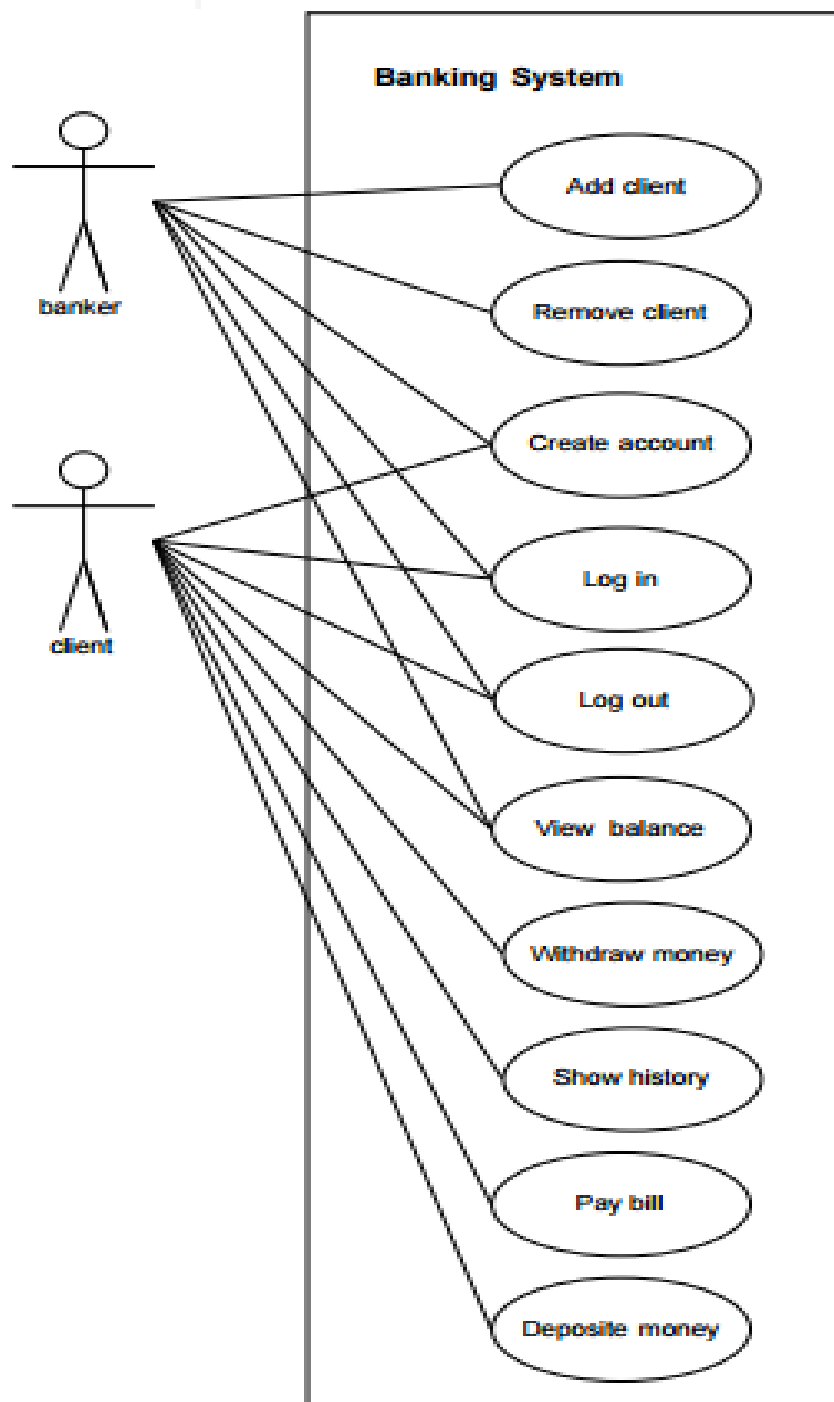 Banking System
Add client
banker
Remove client
Create account
client
Log in
Log out
View balance
Withdraw money
Show history
Pay bill
Deposite money